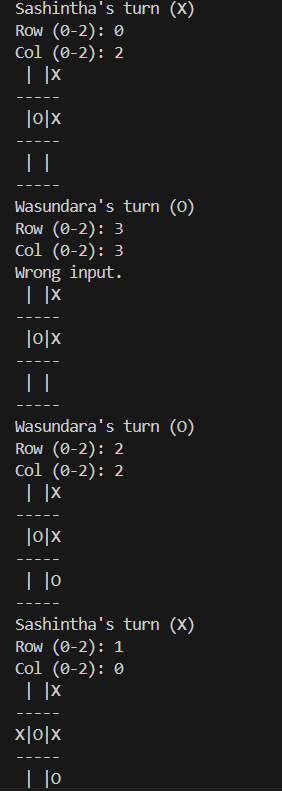 Sashintha's turn (X)
Row (0-2): 0
Col (0-2): 2
 | |X
-----
 |O|X
-----
 | |
-----
Wasundara's turn (O)
Row (0-2): 3
Col (0-2): 3
Wrong input.
 | |X
-----
 |O|X
-----
 | |
-----
Wasundara's turn (O)
Row (0-2): 2
Col (0-2): 2
 | |X
-----
 |O|X
-----
 | |O
-----
Sashintha's turn (X)
Row (0-2): 1
Col (0-2): 0
 | |X
-----
X|O|X
-----
 | |O